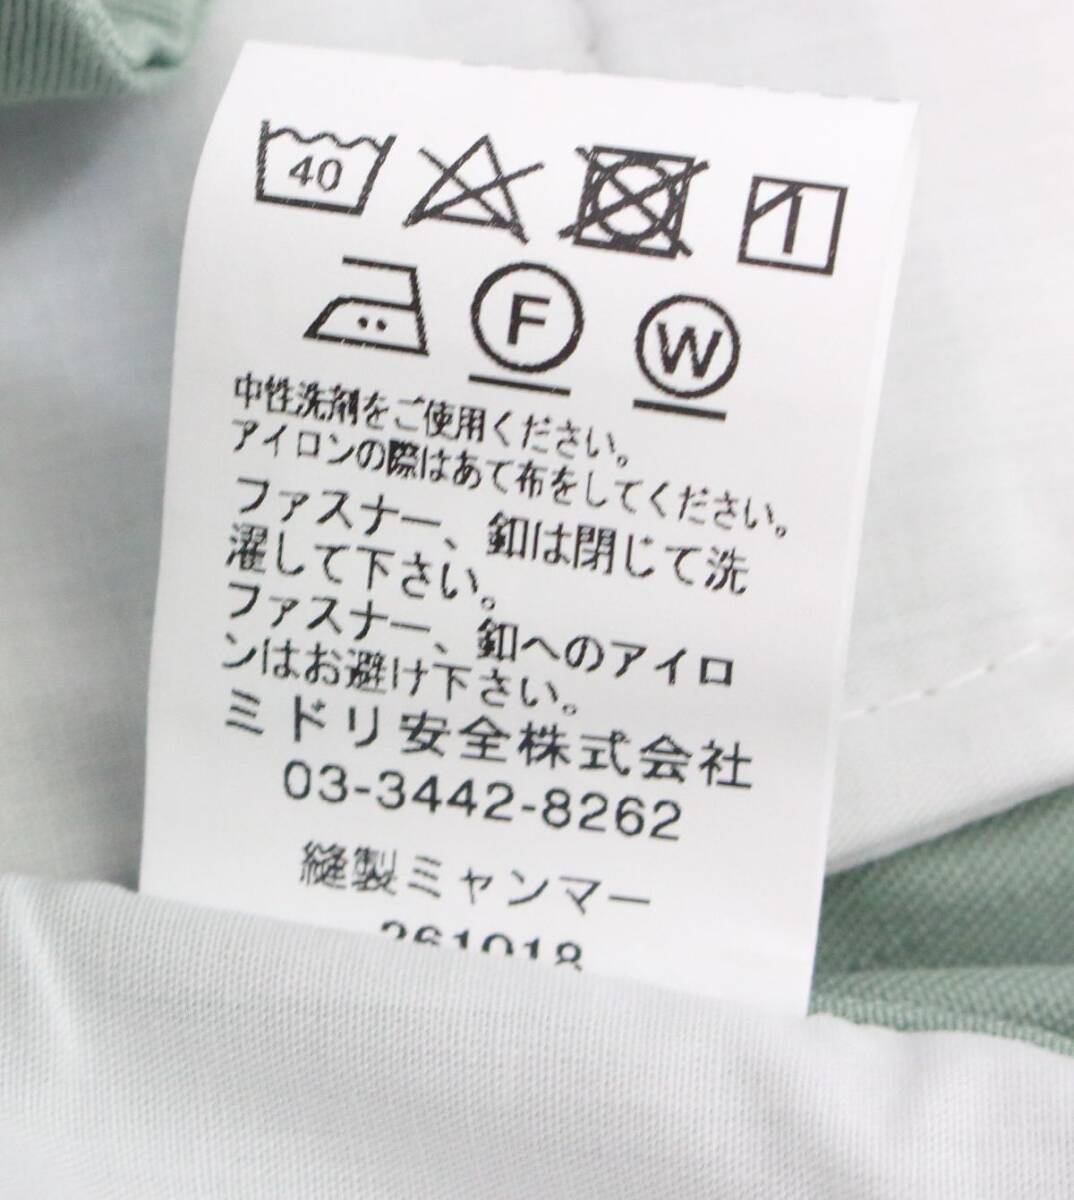 40
F W
中性洗剤をご使用ください。
アイロンの際はあて布をしてください。
ファスナー、釦は閉じて洗
濯して下さい。
ファスナー、釦へのアイロ
ンはお避け下さい。
ミドリ安全株式会社
03-3442-8262
縫製ミャンマー